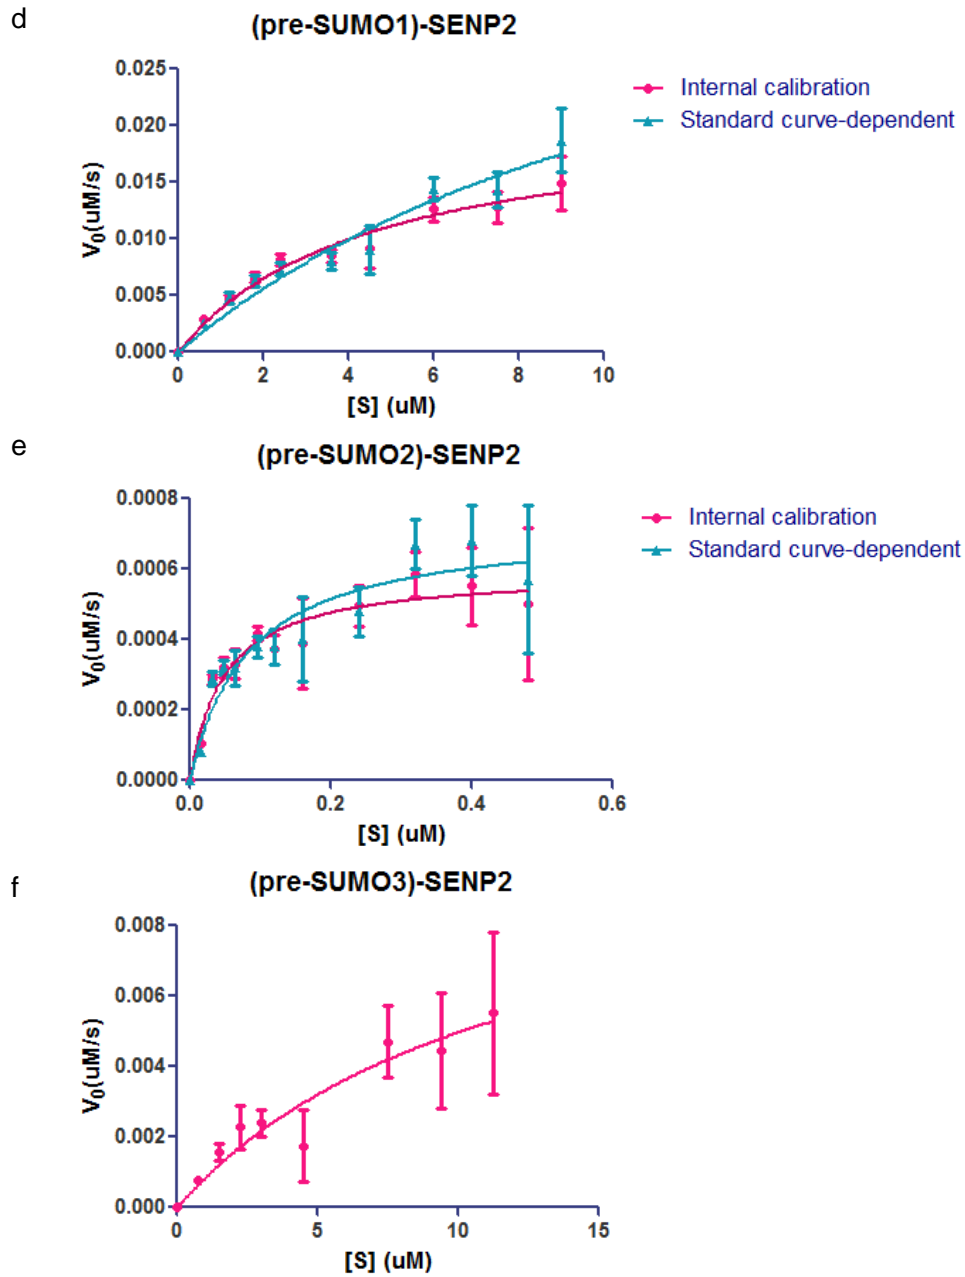 d
(pre-SUMO1)-SENP2
0.025
0.020
0.015
0.010
0.005
0.000
V0(uM/s)
0 2 4 6 8 10
[S] (uM)
Internal calibration
Standard curve-dependent
e
(pre-SUMO2)-SENP2
0.0008
0.0006
0.0004
0.0002
0.0000
V0(uM/s)
0.0 0.2 0.4 0.6
[S] (uM)
Internal calibration
Standard curve-dependent
f
(pre-SUMO3)-SENP2
0.008
0.006
0.004
0.002
0.000
V0(uM/s)
0 5 10 15
[S] (uM)